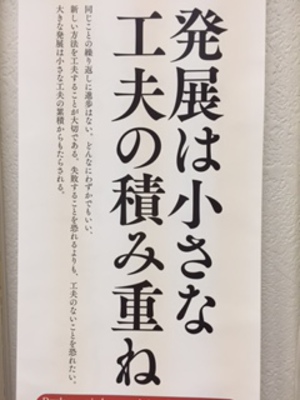 発展は小さな
工夫の積み重ね
同じことの繰り返しに進歩はない、どんなにわずかでもいい、
新しい方法を工夫することが大切である。失敗することを恐れるよりも、工夫のないことを恐れたい。
大きな発展は小さな工夫の累積からもたらされる。